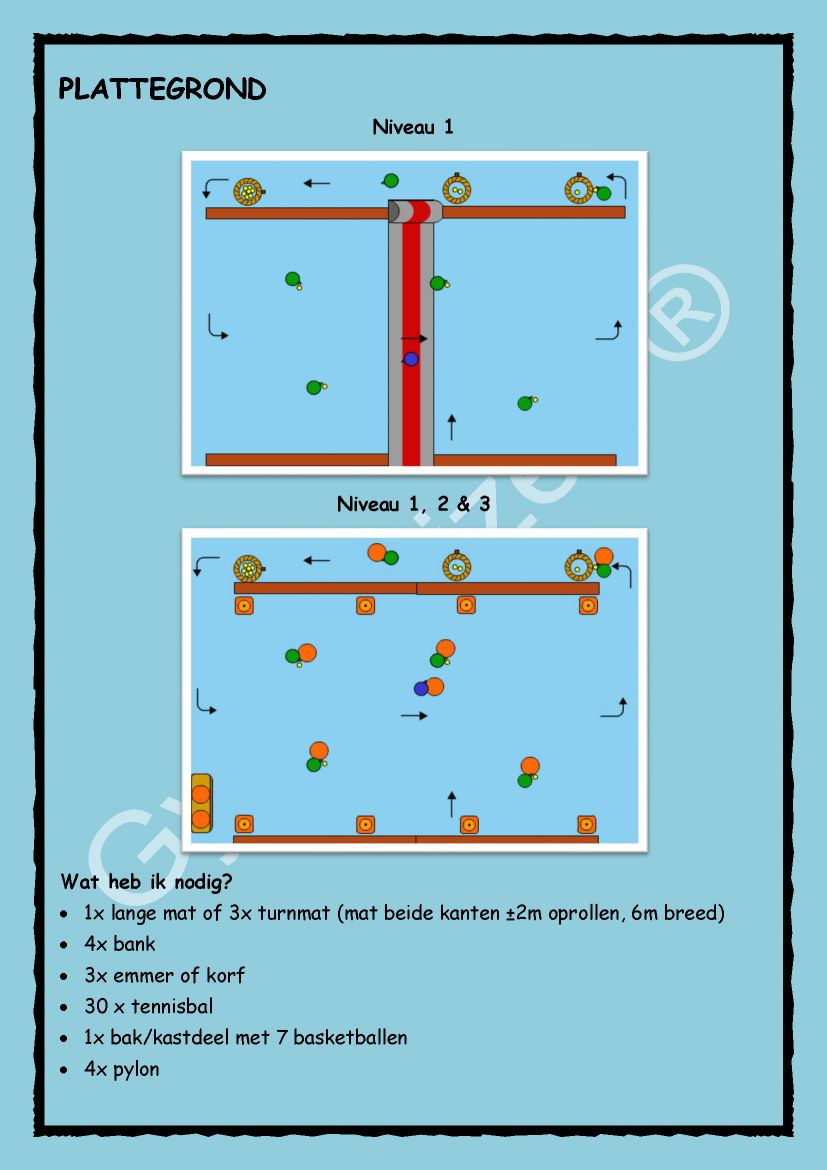 PLATTEGROND
Niveau 1
®
Niveau 1, 2 & 3
Wat heb ik nodig?
• 1x lange mat of 3x turnmat (mat beide kanten ±2m oprollen, 6m breed)
• 4x bank
• 3x emmer of korf
• 30 x tennisbal
• 1x bak/kastdeel met 7 basketballen
• 4x pylon